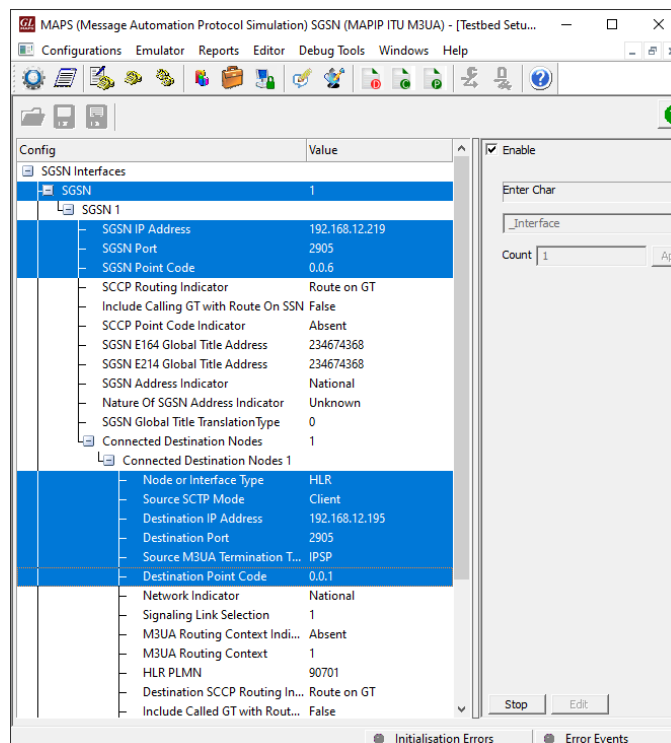 MAPS (Message Automation Protocol Simulation) SGSN (MAPIP ITU M3UA) - [Testbed Setu...
Configurations Emulator Reports Editor Debug Tools Windows Help
Config Value
SGSN Interfaces
SGSN 1
SGSN 1
SGSN IP Address 192.168.12.219
SGSN Port 2905
SGSN Point Code 0.0.6
SCCP Routing Indicator Route on GT
Include Calling GT with Route On SSN False
SCCP Point Code Indicator Absent
SGSN E164 Global Title Address 234674368
SGSN E214 Global Title Address 234674368
SGSN Address Indicator National
Nature Of SGSN Address Indicator Unknown
SGSN Global Title TranslationType 0
Connected Destination Nodes 1
Connected Destination Nodes 1
Node or Interface Type HLR
Source SCTP Mode Client
Destination IP Address 192.168.12.195
Destination Port 2905
Source M3UA Termination T... IPSP
Destination Point Code 0.0.1
Network Indicator National
Signaling Link Selection 1
M3UA Routing Context Indi... Absent
M3UA Routing Context 1
HLR PLMN 90701
Destination SCCP Routing In... Route on GT
Include Called GT with Rout... False
Enable
Enter Char
_Interface
Count 1 Ap
Stop Edit
Initialisation Errors Error Events